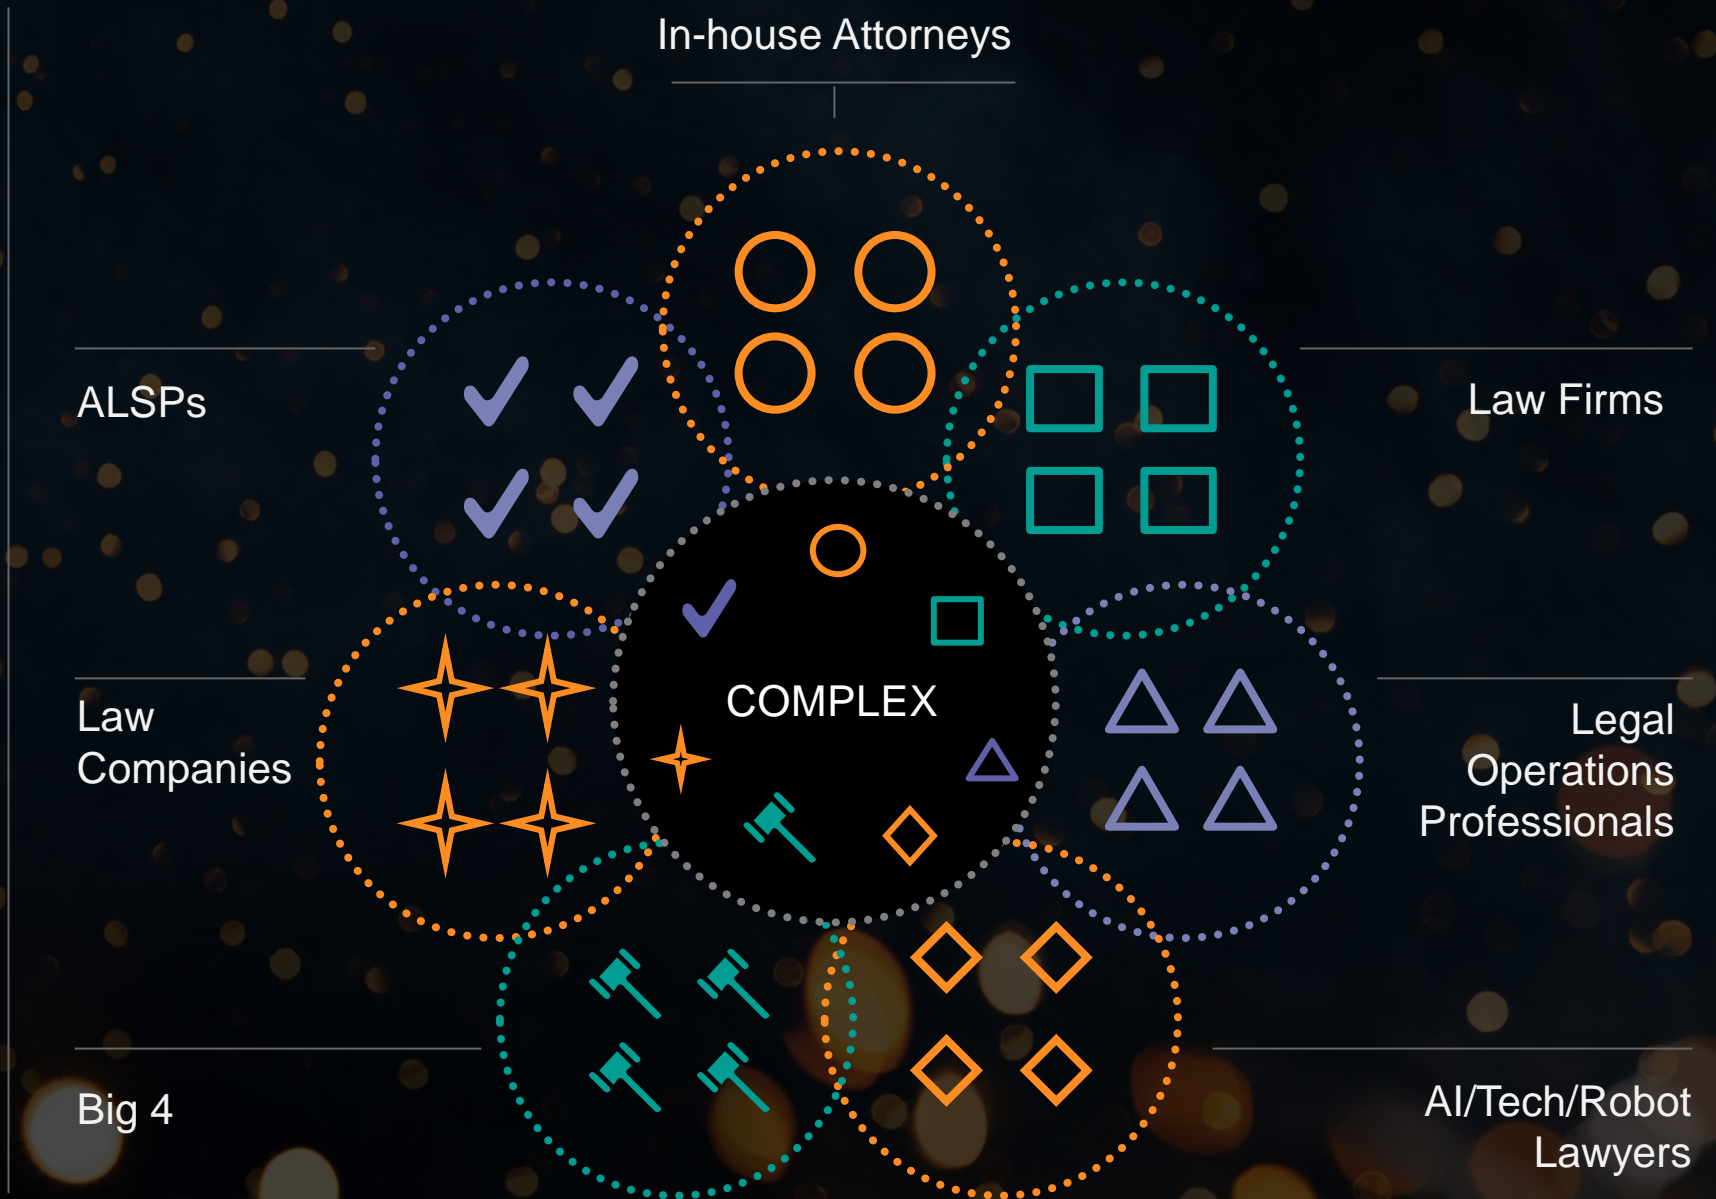 In-house Attorneys
ALSPs
Law Firms
COMPLEX
Law
Companies
Legal
Operations
Professionals
Big 4
AI/Tech/Robot
Lawyers